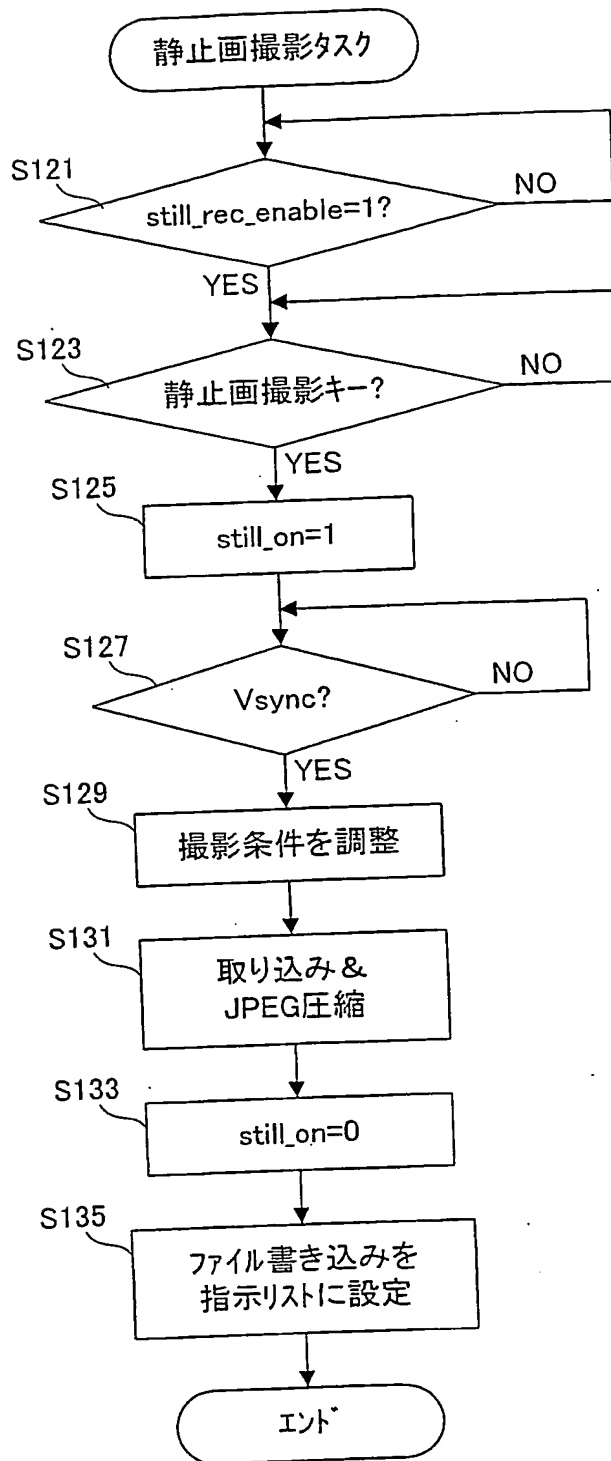 静止画撮影タスク
S121
still_rec_enable=1?
NO
YES
S123
静止画撮影キー?
NO
YES
S125
still_on=1
S127
Vsync?
NO
YES
S129
撮影条件を調整
S131
取り込み&
JPEG圧縮
S133
still_on=0
S135
ファイル書き込みを
指示リストに設定
エンド